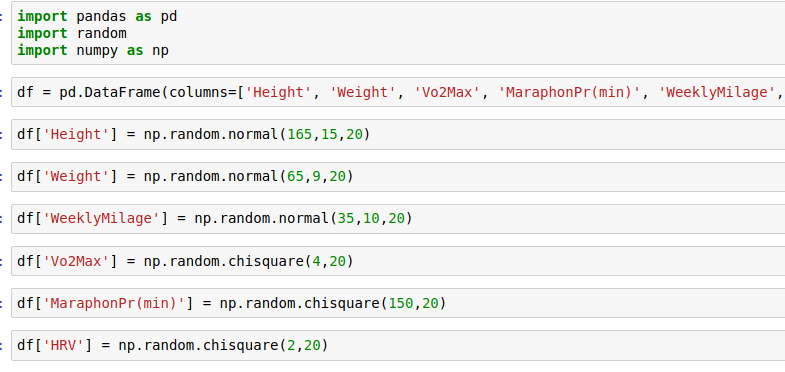 import pandas as pd
import random
import numpy as np
df = pd.DataFrame(columns=['Height', 'Weight', 'Vo2Max', 'MaraphonPr(min)', 'WeeklyMilage',
df['Height'] = np.random.normal(165,15,20)
df['Weight'] = np.random.normal(65,9,20)
df['WeeklyMilage'] = np.random.normal(35,10,20)
df['Vo2Max'] = np.random.chisquare(4,20)
df['MaraphonPr(min)'] = np.random.chisquare(150,20)
df['HRV'] = np.random.chisquare(2,20)